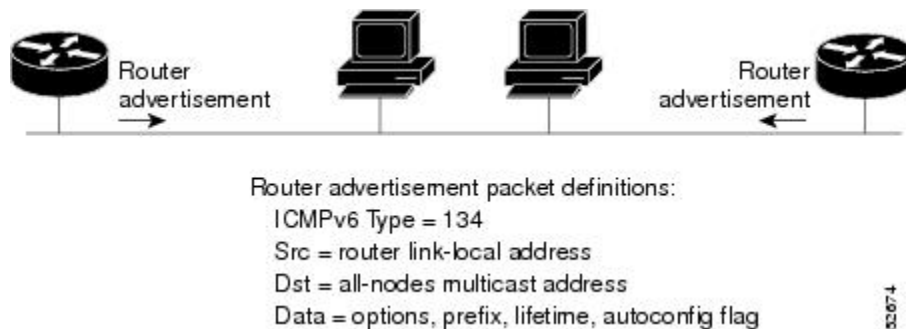 Router
advertisement
Router
advertisement
Router advertisement packet definitions:
ICMPv6 Type = 134
Src = router link-local address
Dst = all-nodes multicast address
Data = options, prefix, lifetime, autoconfig flag
52674